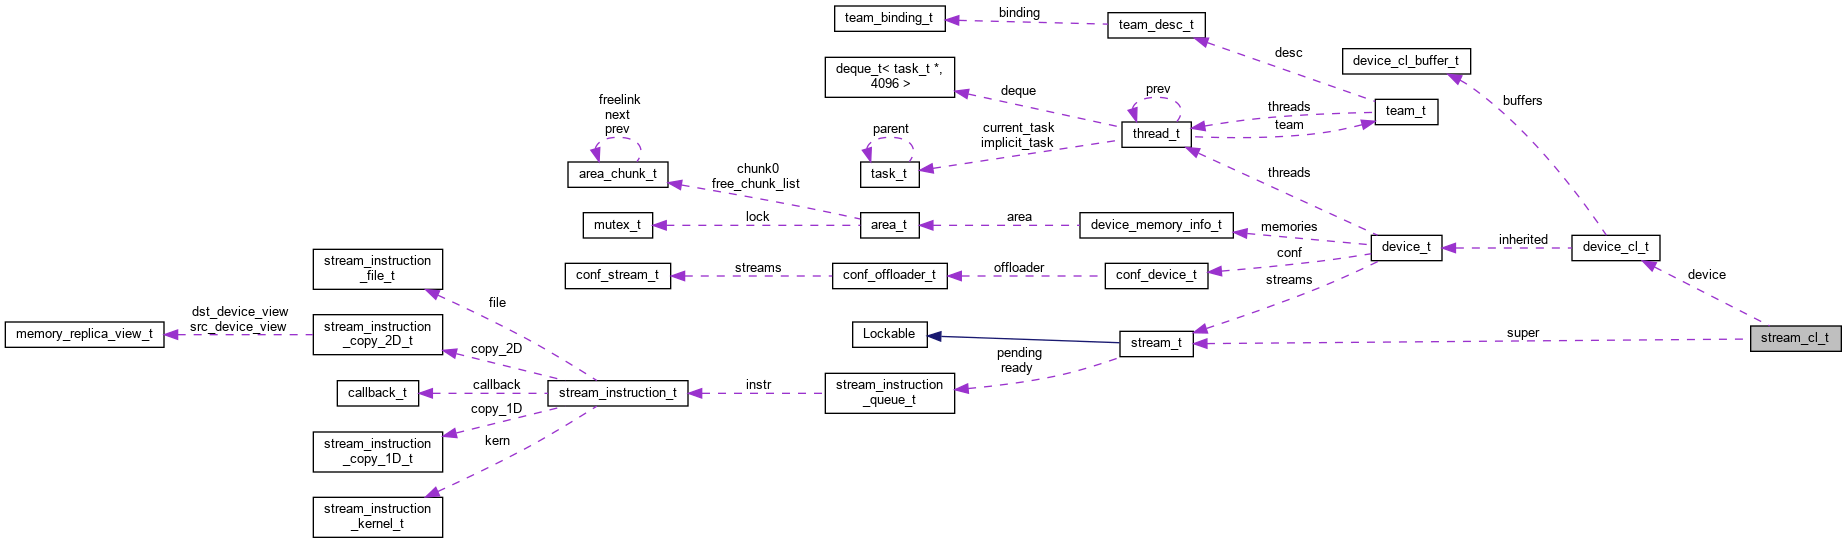 team_binding_t
binding
team_desc_t
desc
device_cl_buffer_t
deque_t< task_t *,
4096 >
deque
prev
threads
team
team_t
buffers
freelink
next
prev
parent
current_task
implicit_task
thread_t
area_chunk_t
chunk0
free_chunk_list
task_t
threads
mutex_t
lock
area_t
area
device_memory_info_t
memories
device_t
inherited
device_cl_t
stream_instruction
_file_t
conf_stream_t
streams
conf_offloader_t
offloader
conf_device_t
conf
streams
device
file
memory_replica_view_t
dst_device_view
src_device_view
stream_instruction
_copy_2D_t
copy_2D
Lockable
stream_t
super
stream_cl_t
pending
ready
callback_t
callback
stream_instruction_t
instr
stream_instruction
_queue_t
copy_1D
stream_instruction
_copy_1D_t
kern
stream_instruction
_kernel_t